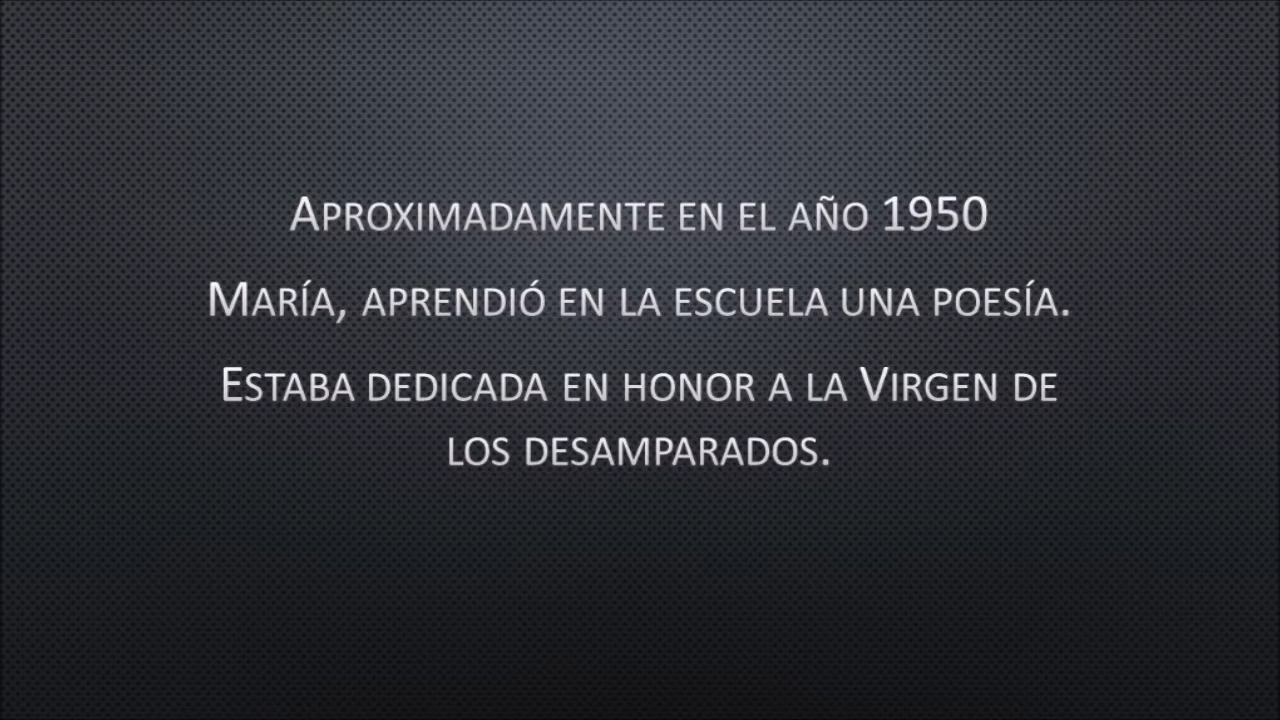 Aproximadamente en el año 1950
María, aprendió en la escuela una poesía.
Estaba dedicada en honor a la Virgen de
los desamparados.